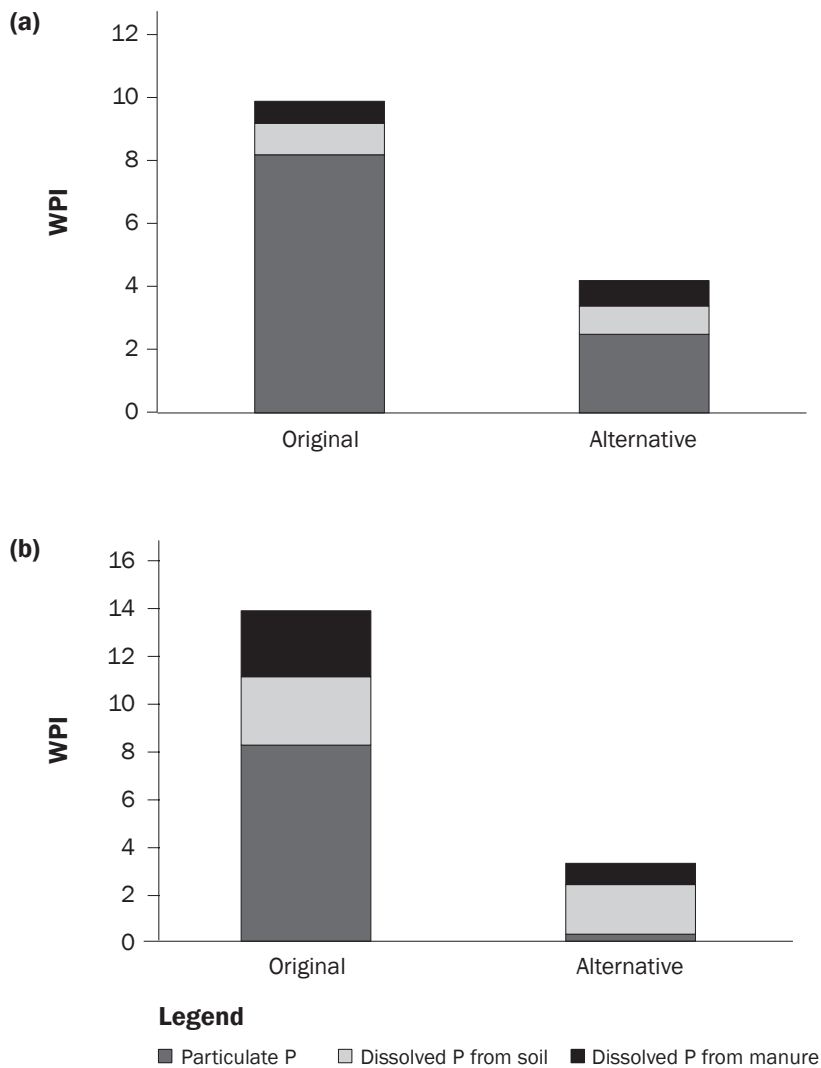 (a)
WPI
12
10
8
6
4
2
0
Original Alternative
(b)
WPI
16
14
12
10
8
6
4
2
0
Original Alternative
Legend
Particulate P Dissolved P from soil Dissolved P from manure